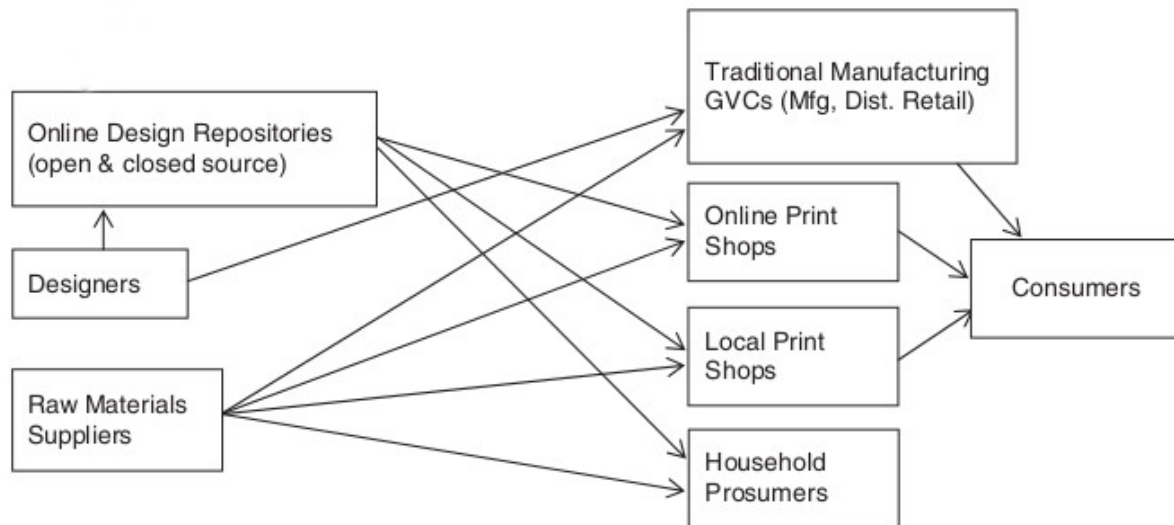 Online Design Repositories
(open & closed source)
Designers
Raw Materials
Suppliers
Traditional Manufacturing
GVCs (Mfg, Dist. Retail)
Online Print
Shops
Local Print
Shops
Household
Prosumers
Consumers